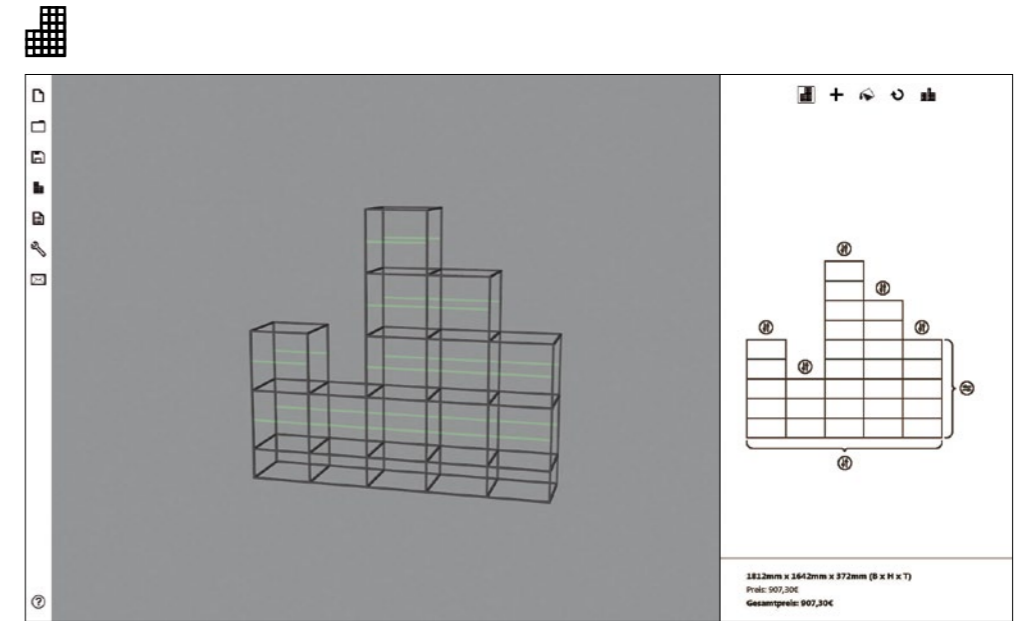 1812mm x 1642mm x 372mm (B x H x T)
Preis: 907,30€
Gesamtpreis: 907,30€